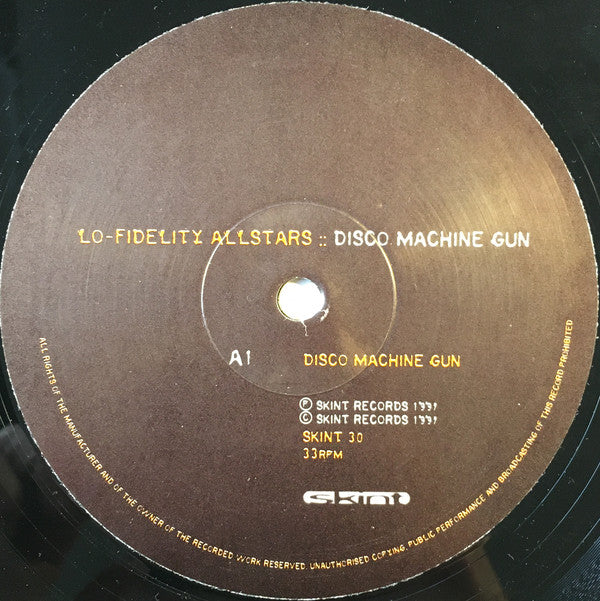 LO-FIDELITY ALLSTARS :: DISCO MACHINE GUN
A1 DISCO MACHINE GUN
℗ SKINT RECORDS 1997
© SKINT RECORDS 1997
SKINT 30
33RPM
SKINT
ALL RIGHTS OF THE MANUFACTURER AND OF THE OWNER OF THE RECORDED WORK RESERVED. UNAUTHORISED COPYING, PUBLIC PERFORMANCE AND BROADCASTING OF THIS RECORD PROHIBITED